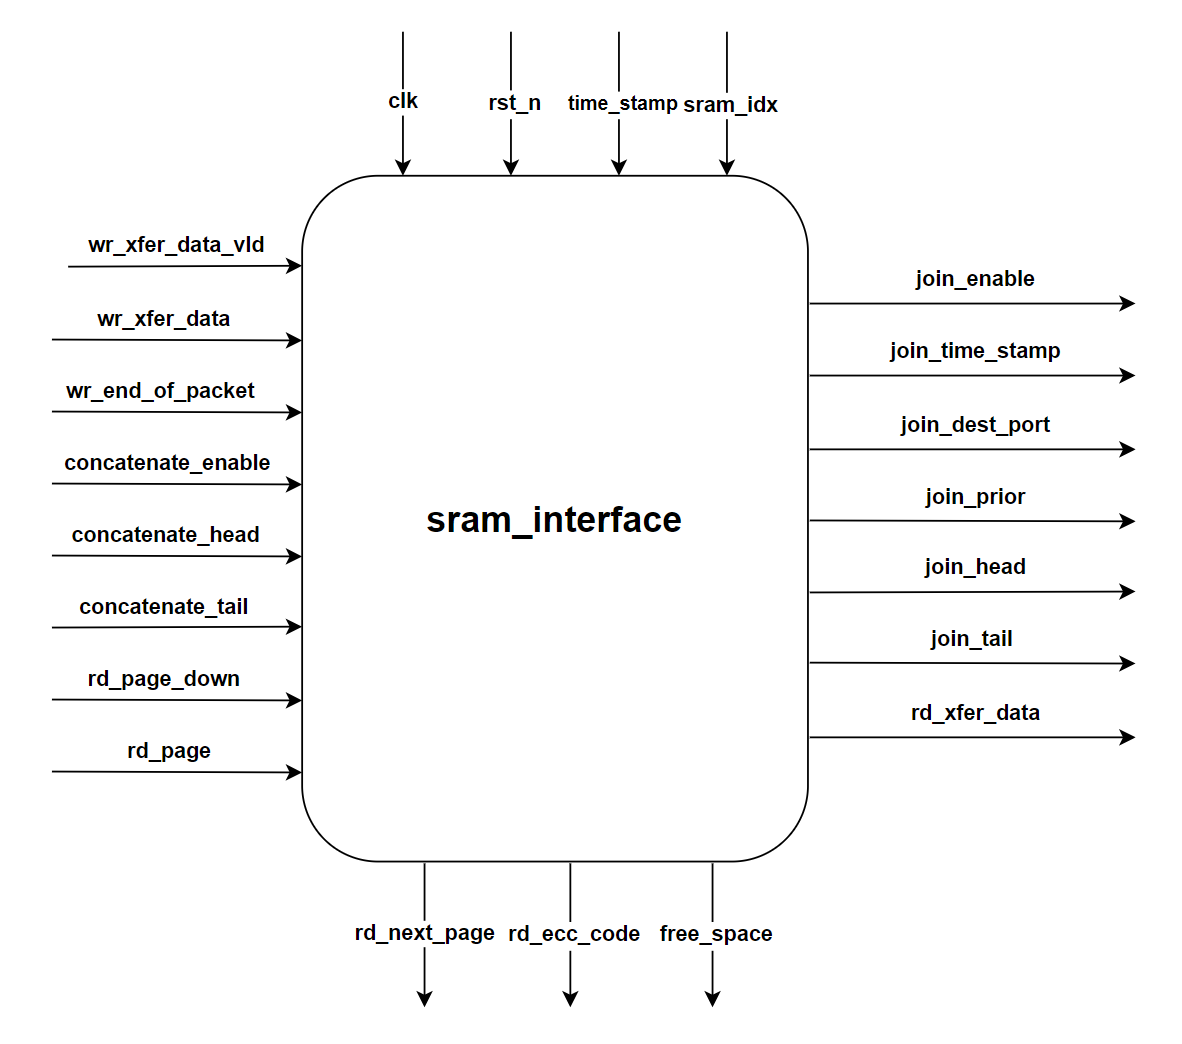 clk
rst_n
time_stamp
sram_idx
wr_xfer_data_vld
wr_xfer_data
wr_end_of_packet
concatenate_enable
concatenate_head
concatenate_tail
rd_page_down
rd_page
sram_interface
join_enable
join_time_stamp
join_dest_port
join_prior
join_head
join_tail
rd_xfer_data
rd_next_page
rd_ecc_code
free_space